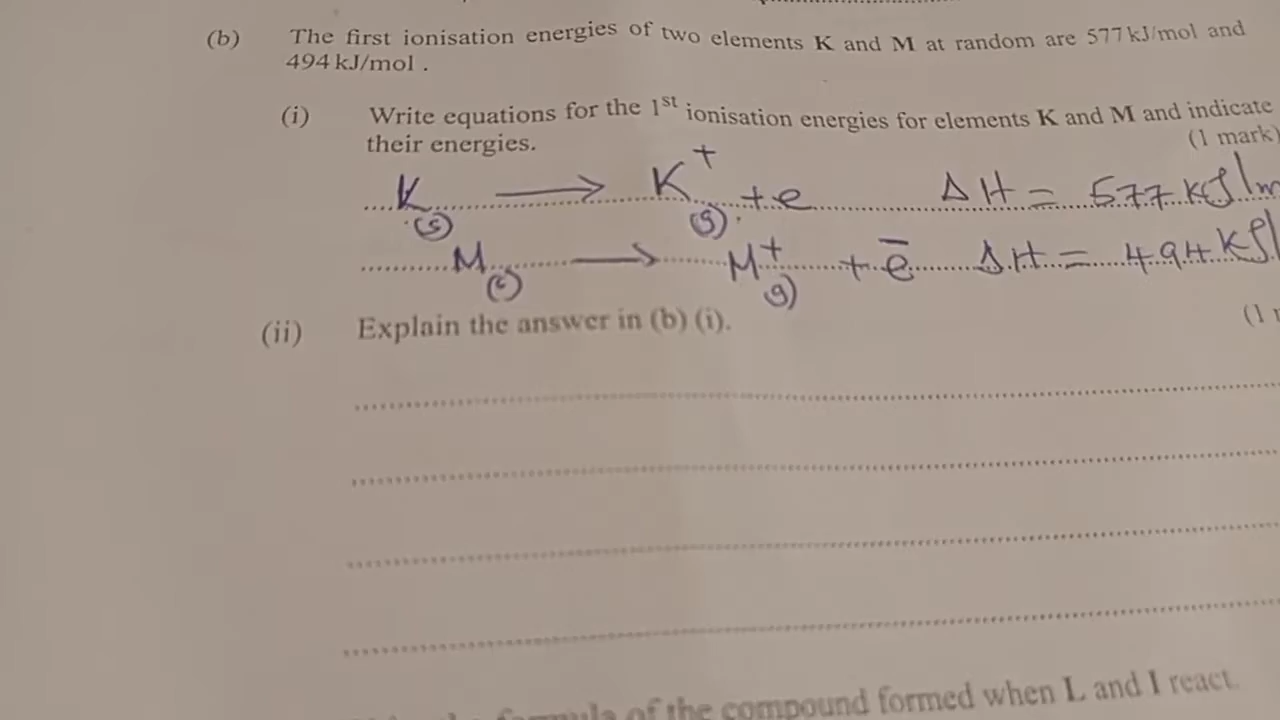 (b) The first ionisation energies of two elements K and M at random are 577 kJ/mol and
494 kJ/mol .
(i) Write equations for the 1st ionisation energies for elements K and M and indicate
their energies.
(1 mark)
K(s) → K+(g) + e ΔH = 577 KJ/m
M → M+(g) + ē ΔH = 494 KJ/
(ii) Explain the answer in (b) (i).
(1
of the compound formed when L and I react.